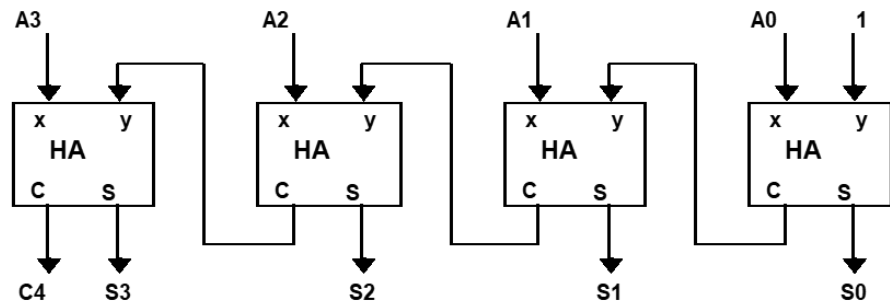 A3 A2 A1 A0 1
x y x y x y x y
HA HA HA HA
C S C S C S C S
C4 S3 S2 S1 S0